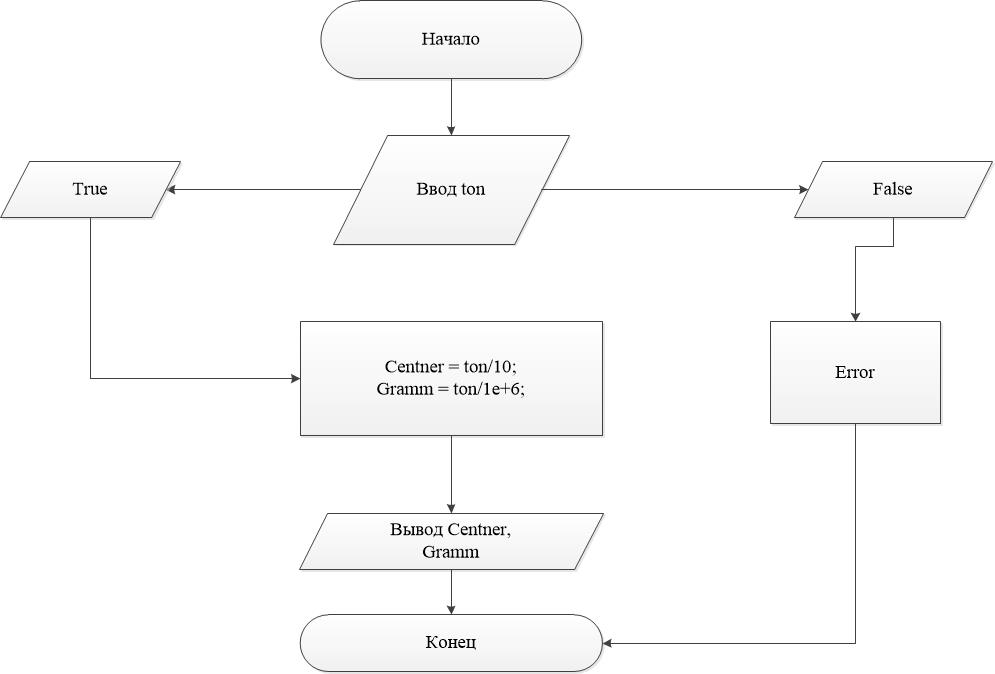 Начало
Ввод ton
True
False
Centner = ton/10;
Gramm = ton/1e+6;
Error
Вывод Centner,
Gramm
Конец